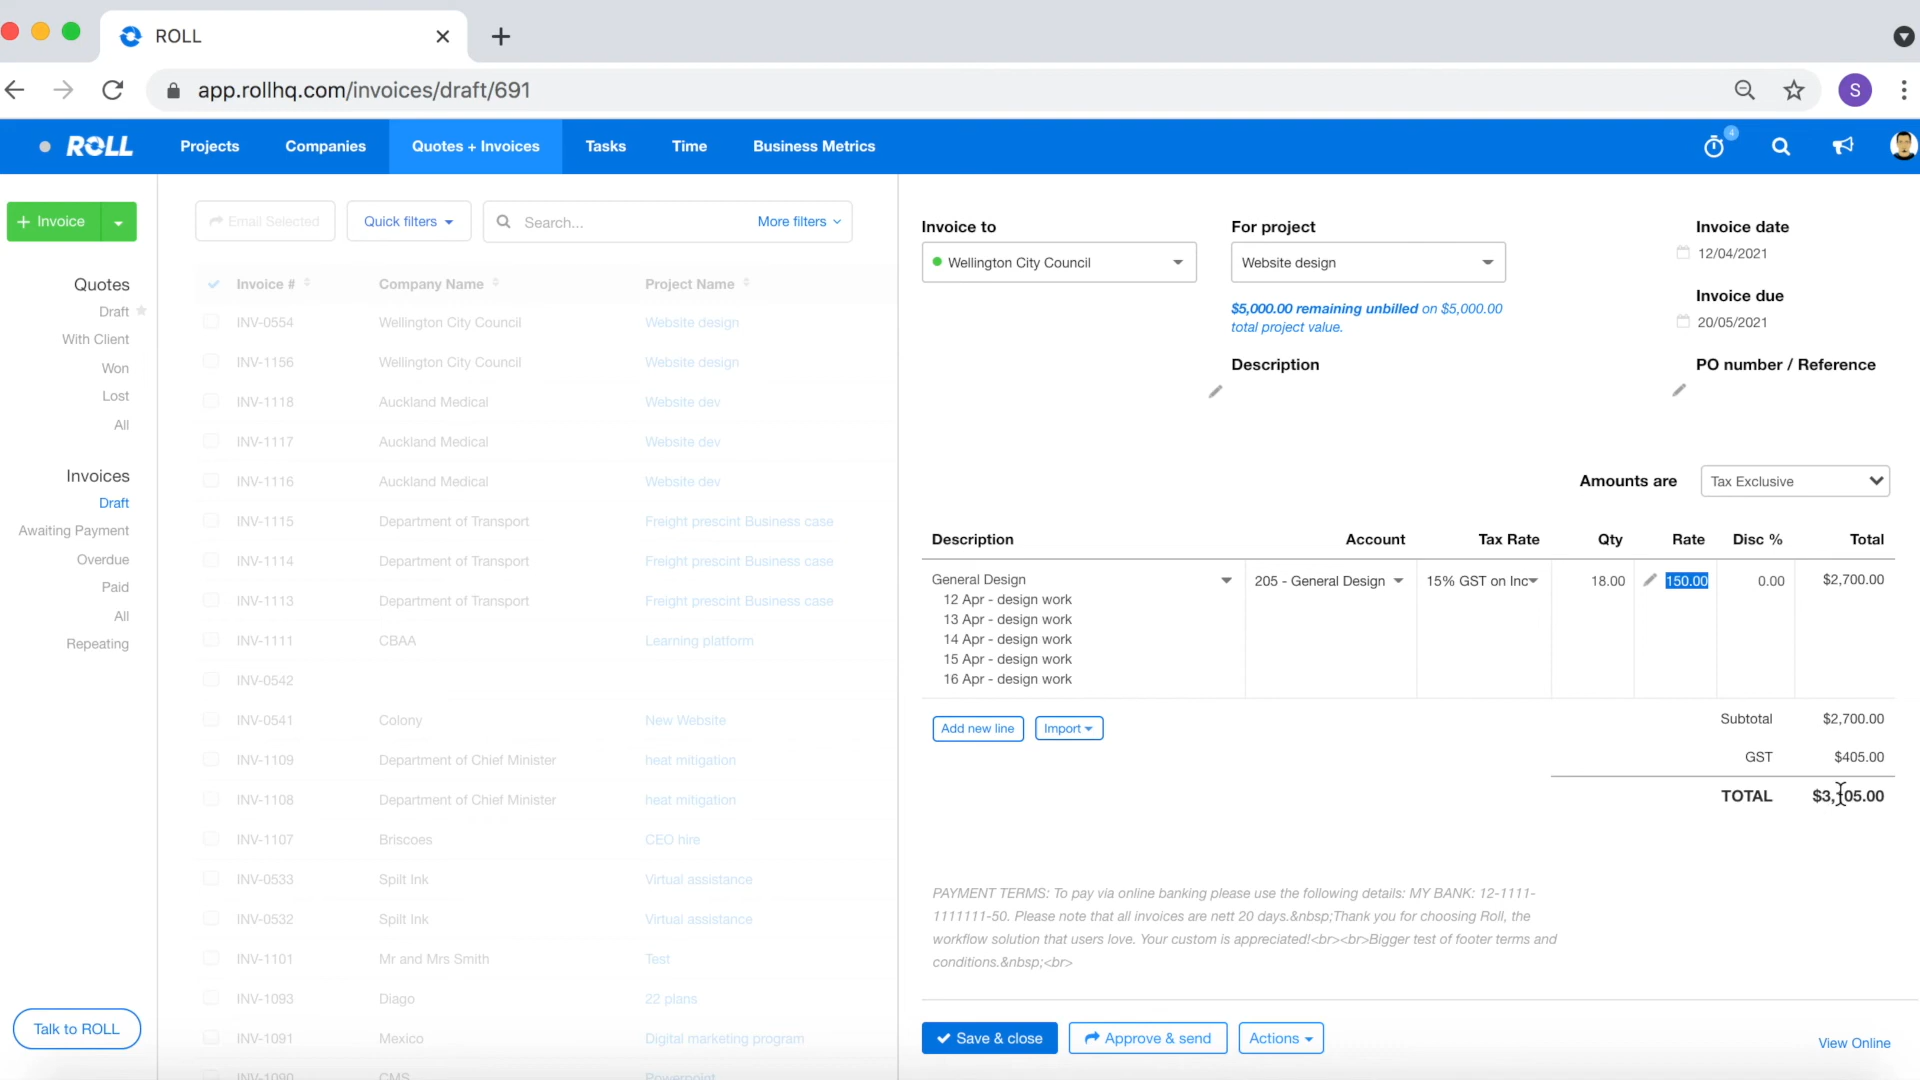 ROLL
app.rollhq.com/invoices/draft/691
S
ROLL
Projects
Companies
Quotes + Invoices
Tasks
Time
Business Metrics
4
Invoice
Quotes
Draft
With Client
Won
Lost
All
Invoices
Draft
Awaiting Payment
Overdue
Paid
All
Repeating
Talk to ROLL
Email Selected
Quick filters
Search...
More filters
Invoice # Company Name Project Name
INV-0554 Wellington City Council Website design
INV-1156 Wellington City Council Website design
INV-1118 Auckland Medical Website dev
INV-1117 Auckland Medical Website dev
INV-1116 Auckland Medical Website dev
INV-1115 Department of Transport Freight prescint Business case
INV-1114 Department of Transport Freight prescint Business case
INV-1113 Department of Transport Freight prescint Business case
INV-1111 CBAA Learning platform
INV-0542
INV-0541 Colony New Website
INV-1109 Department of Chief Minister heat mitigation
INV-1108 Department of Chief Minister heat mitigation
INV-1107 Briscoes CEO hire
INV-0533 Spilt Ink Virtual assistance
INV-0532 Spilt Ink Virtual assistance
INV-1101 Mr and Mrs Smith Test
INV-1093 Diago 22 plans
INV-1091 Mexico Digital marketing program
INV-1090 CMS Powerpoint
Invoice to
Wellington City Council
For project
Website design
$5,000.00 remaining unbilled on $5,000.00
total project value.
Description
Invoice date
12/04/2021
Invoice due
20/05/2021
PO number / Reference
Amounts are
Tax Exclusive
Description Account Tax Rate Qty Rate Disc % Total
General Design 205 - General Design 15% GST on Inc 18.00 150.00 0.00 $2,700.00
12 Apr - design work
13 Apr - design work
14 Apr - design work
15 Apr - design work
16 Apr - design work
Add new line
Import
Subtotal $2,700.00
GST $405.00
TOTAL $3,105.00
PAYMENT TERMS: To pay via online banking please use the following details: MY BANK: 12-1111-
1111111-50. Please note that all invoices are nett 20 days.&nbsp;Thank you for choosing Roll, the
workflow solution that users love. Your custom is appreciated!<br><br>Bigger test of footer terms and
conditions.&nbsp;<br>
Save & close
Approve & send
Actions
View Online